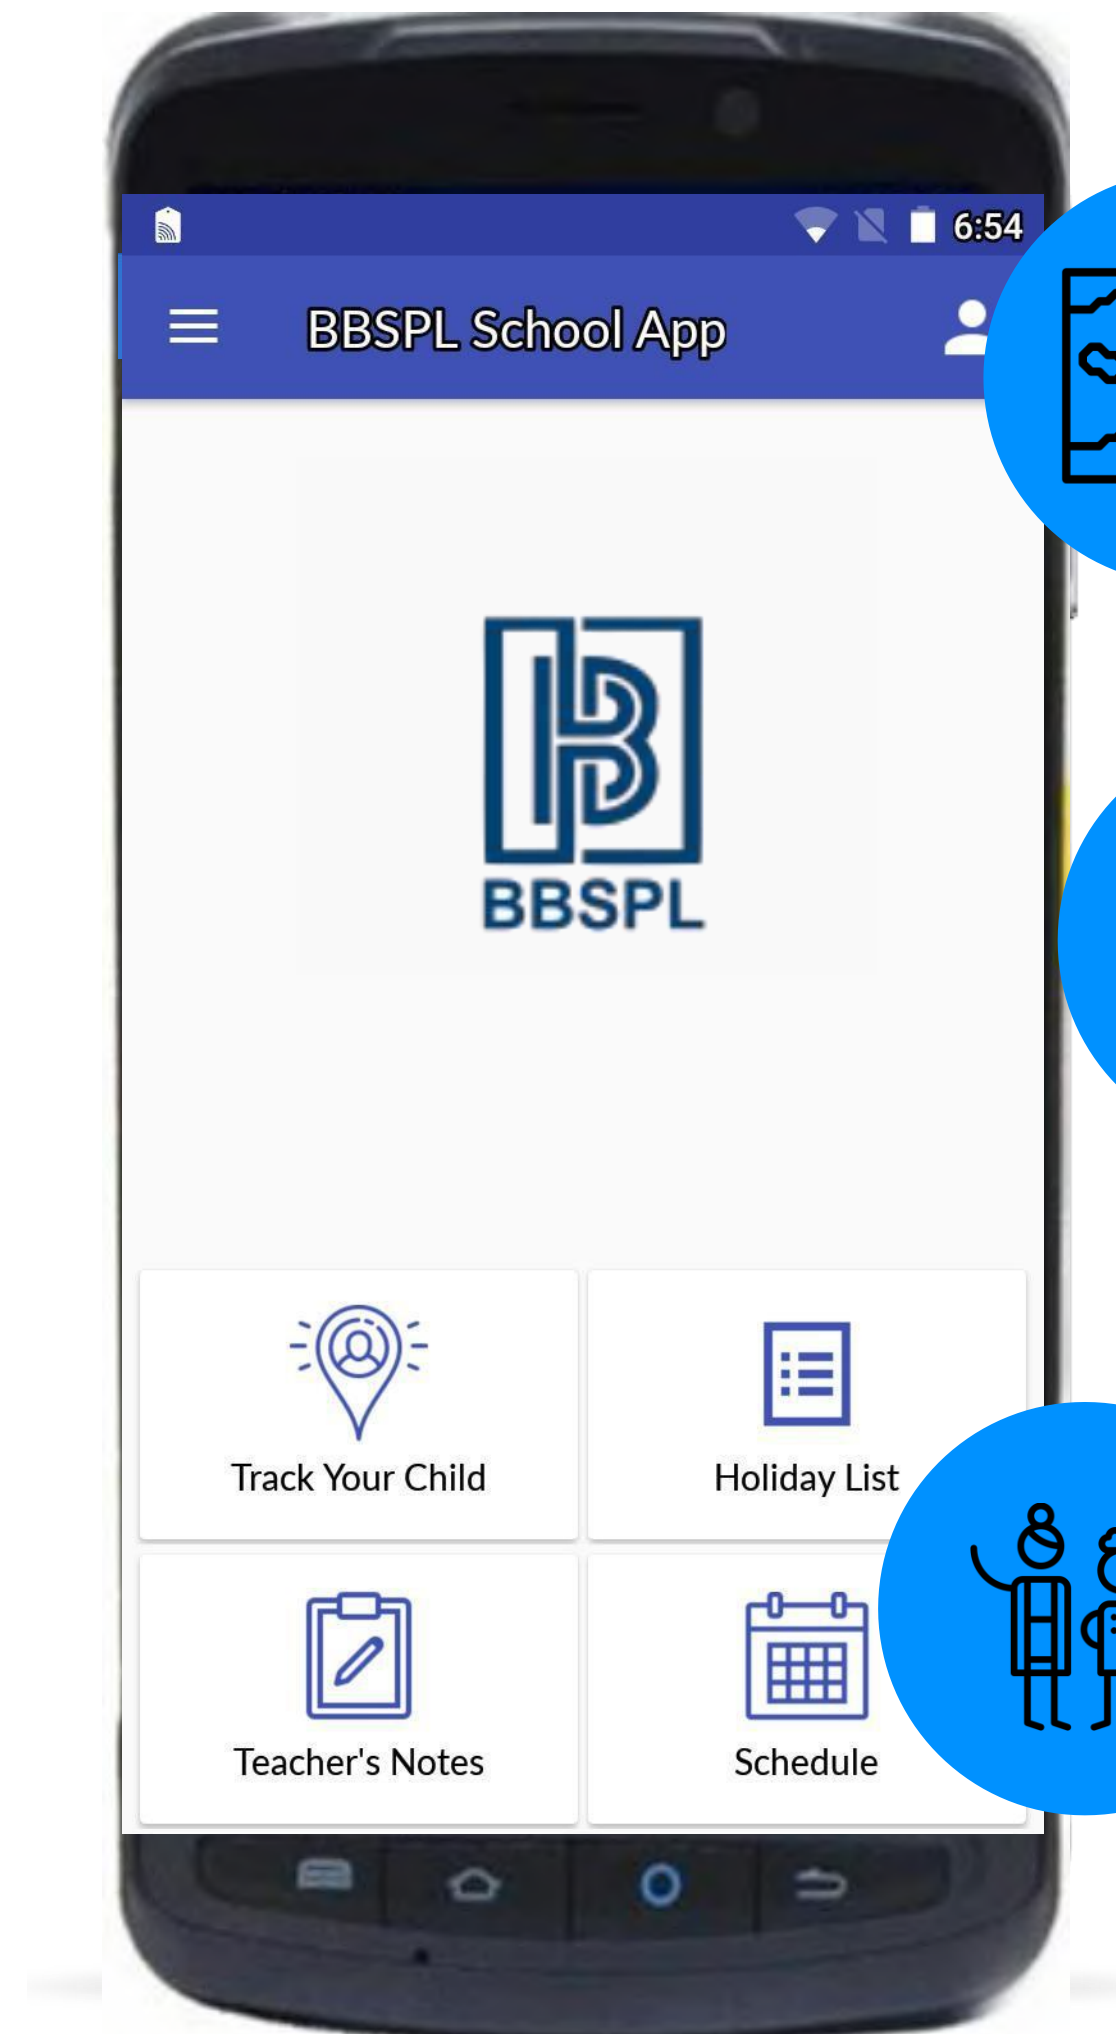 6:54
BBSPL School App
BBSPL
Track Your Child
Holiday List
Teacher's Notes
Schedule